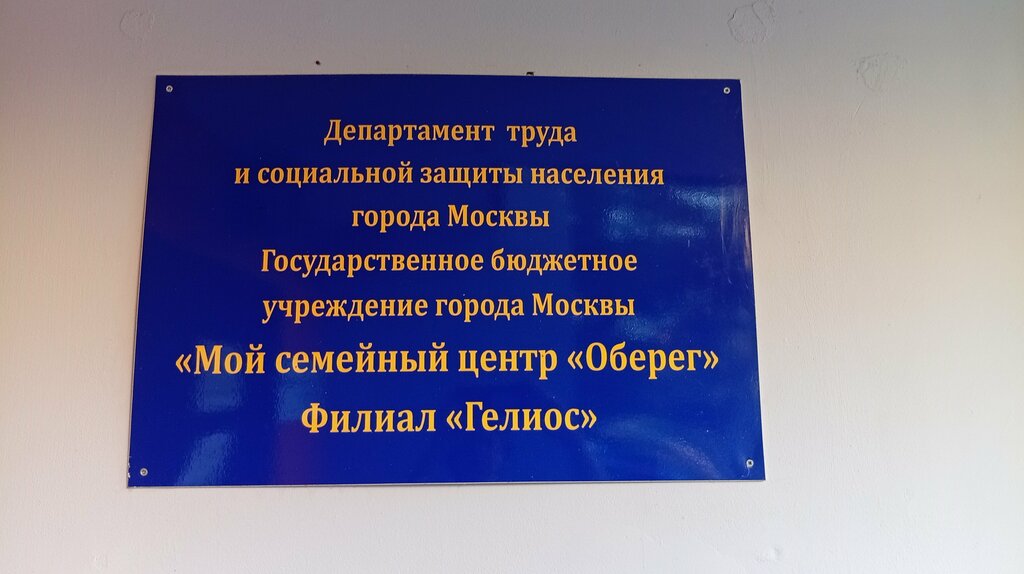 Департамент труда
и социальной защиты населения
города Москвы
Государственное бюджетное
учреждение города Москвы
«Мой семейный центр «Оберег»
Филиал «Гелиос»